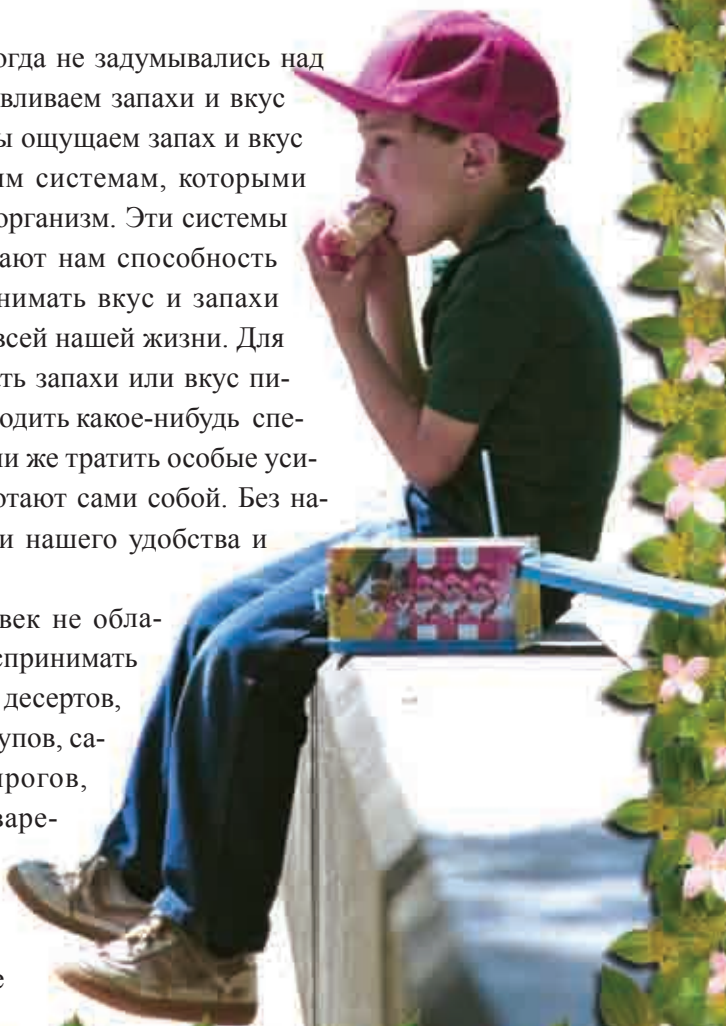 огда не задумывались над
вливаем запахи и вкус
ы ощущаем запах и вкус
им системам, которыми
организм. Эти системы
ают нам способность
нимать вкус и запахи
всей нашей жизни. Для
ть запахи или вкус пи-
одить какое-нибудь спе-
ли же тратить особые уси-
отают сами собой. Без на-
и нашего удобства и
век не обла-
спринимать
десертов,
упов, са-
ирогов,
варе-
е